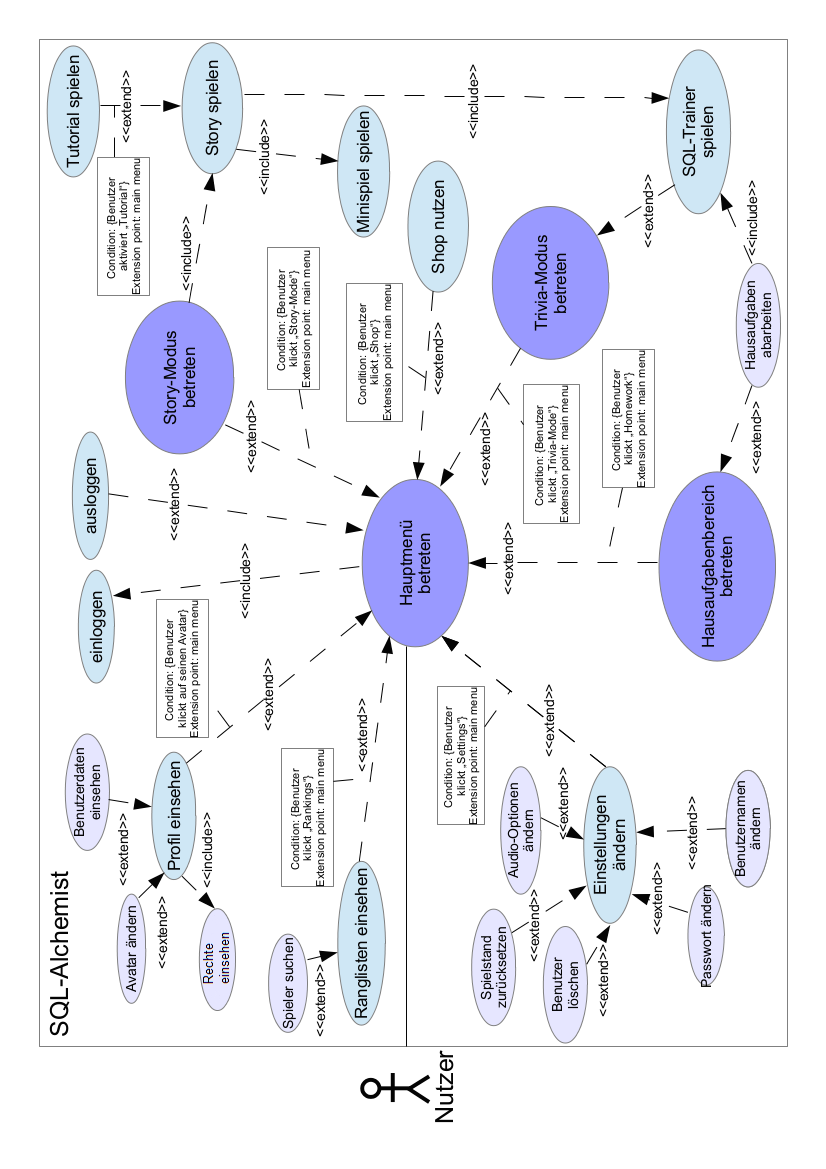 SQL-Alchemist
Nutzer
Benutzerdaten
einsehen
<<extend>>
Avatar ändern
<<extend>>
Profil einsehen
<<include>>
Rechte
einsehen
Condition: {Benutzer
klickt auf seinen Avatar}
Extension point: main menu
<<extend>>
Spieler suchen
<<extend>>
Ranglisten einsehen
Condition: {Benutzer
klickt „Rankings“}
Extension point: main menu
<<extend>>
einloggen
<<include>>
ausloggen
<<extend>>
Hauptmenü
betreten
Story-Modus
betreten
<<extend>>
Condition: {Benutzer
klickt „Story-Mode“}
Extension point: main menu
<<include>>
Tutorial spielen
<<extend>>
Condition: {Benutzer
aktiviert „Tutorial“}
Extension point: main menu
Story spielen
<<include>>
Minispiel spielen
<<include>>
Shop nutzen
Condition: {Benutzer
klickt „Shop“}
Extension point: main menu
<<extend>>
Trivia-Modus
betreten
<<extend>>
Condition: {Benutzer
klickt „Trivia-Mode“}
Extension point: main menu
<<extend>>
SQL-Trainer
spielen
<<include>>
Hausaufgaben
abarbeiten
<<extend>>
Hausaufgabenbereich
betreten
Condition: {Benutzer
klickt „Homework“}
Extension point: main menu
<<extend>>
Condition: {Benutzer
klickt „Settings“}
Extension point: main menu
<<extend>>
Einstellungen
ändern
Audio-Optionen
ändern
<<extend>>
Spielstand
zurücksetzen
<<extend>>
Benutzer
löschen
<<extend>>
Passwort ändern
<<extend>>
Benutzernamen
ändern
<<extend>>